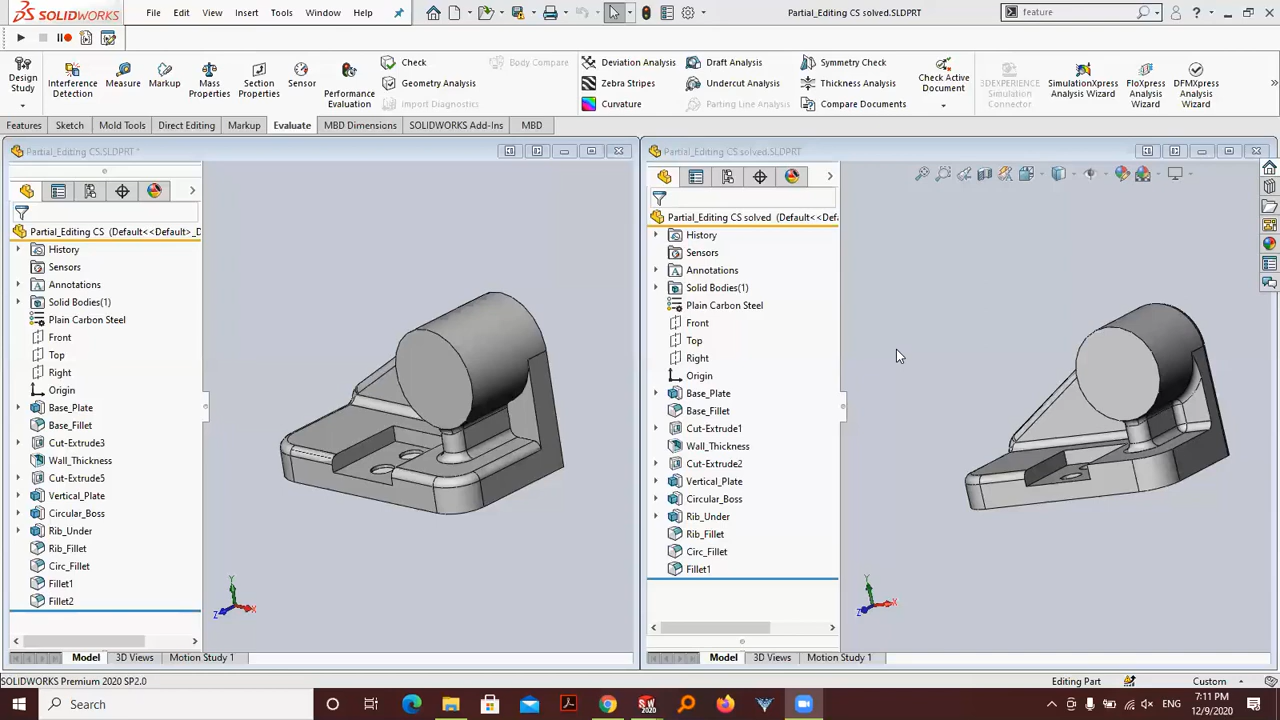 SOLIDWORKS
File Edit View Insert Tools Window Help
Partial_Editing CS solved.SLDPRT
feature
Design Study
Interference Detection
Measure
Markup
Mass Properties
Section Properties
Sensor
Performance Evaluation
Check
Geometry Analysis
Import Diagnostics
Body Compare
Deviation Analysis
Zebra Stripes
Curvature
Draft Analysis
Undercut Analysis
Parting Line Analysis
Symmetry Check
Thickness Analysis
Compare Documents
Check Active Document
3DEXPERIENCE Simulation Connector
SimulationXpress Analysis Wizard
FloXpress Analysis Wizard
DFMXpress Analysis Wizard
Features Sketch Mold Tools Direct Editing Markup Evaluate MBD Dimensions SOLIDWORKS Add-Ins MBD
Partial_Editing CS.SLDPRT *
Partial_Editing CS (Default<<Default>_D
History
Sensors
Annotations
Solid Bodies(1)
Plain Carbon Steel
Front
Top
Right
Origin
Base_Plate
Base_Fillet
Cut-Extrude3
Wall_Thickness
Cut-Extrude5
Vertical_Plate
Circular_Boss
Rib_Under
Rib_Fillet
Circ_Fillet
Fillet1
Fillet2
Y
Z
X
Model 3D Views Motion Study 1
Partial_Editing CS solved.SLDPRT
Partial_Editing CS solved (Default<<Def
History
Sensors
Annotations
Solid Bodies(1)
Plain Carbon Steel
Front
Top
Right
Origin
Base_Plate
Base_Fillet
Cut-Extrude1
Wall_Thickness
Cut-Extrude2
Vertical_Plate
Circular_Boss
Rib_Under
Rib_Fillet
Circ_Fillet
Fillet1
Y
Z
X
Model 3D Views Motion Study 1
SOLIDWORKS Premium 2020 SP2.0
Editing Part
Custom
Search
ENG
7:11 PM
12/9/2020